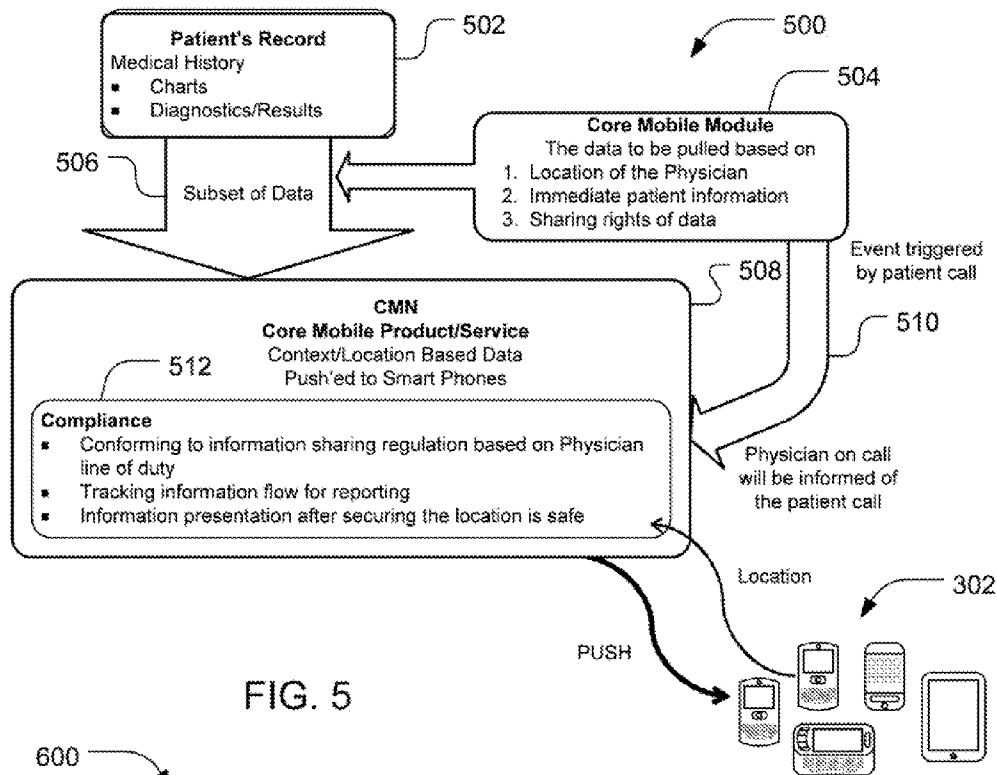 502
Patient's Record
Medical History
▪ Charts
▪ Diagnostics/Results
500
504
Core Mobile Module
The data to be pulled based on
1. Location of the Physician
2. Immediate patient information
3. Sharing rights of data
506
Subset of Data
Event triggered
by patient call
510
508
CMN
Core Mobile Product/Service
Context/Location Based Data
Push'ed to Smart Phones
512
Compliance
▪ Conforming to information sharing regulation based on Physician
line of duty
▪ Tracking information flow for reporting
▪ Information presentation after securing the location is safe
Physician on call
will be informed of
the patient call
Location
302
PUSH
FIG. 5
600